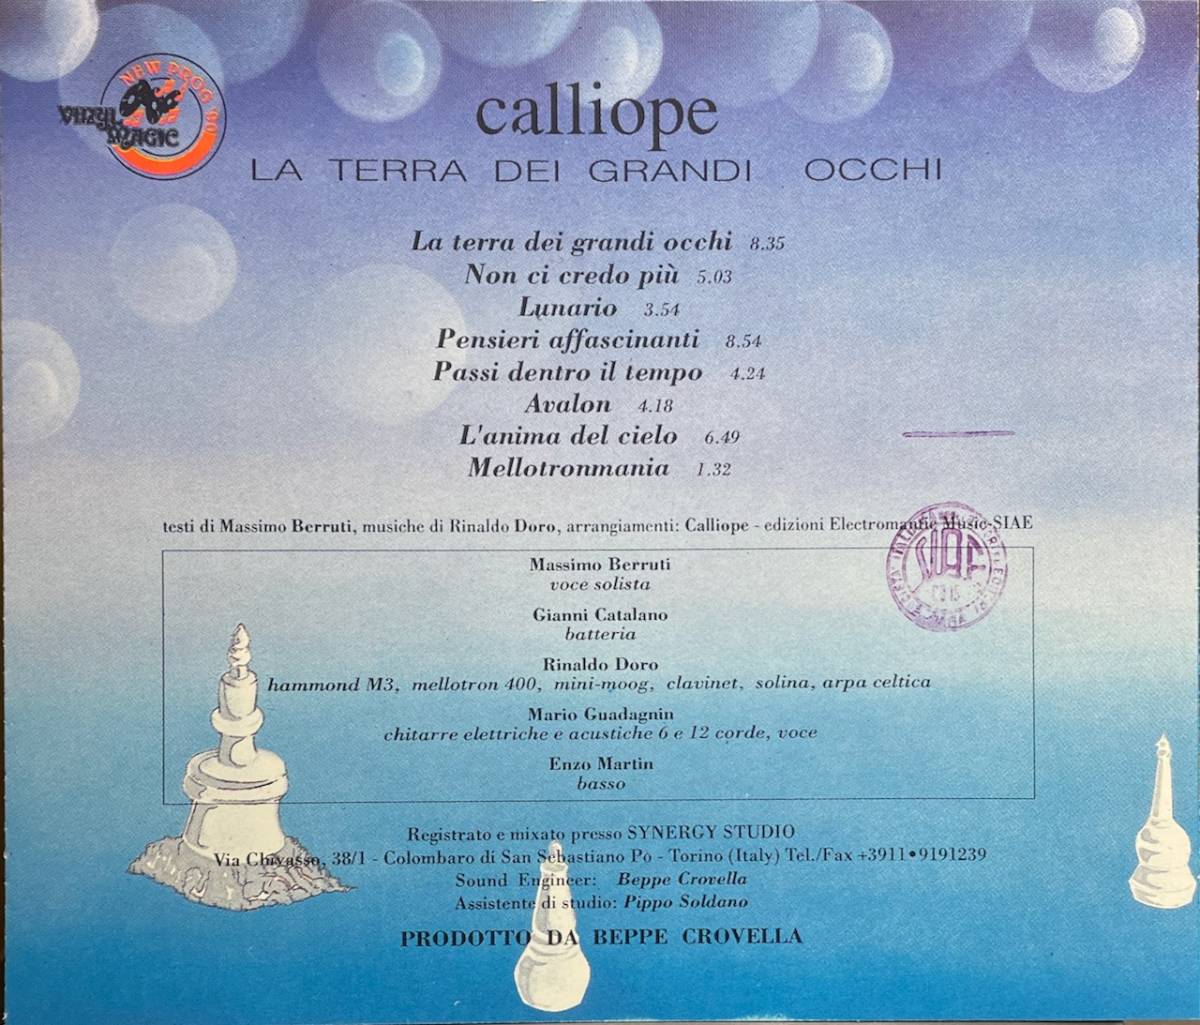 NEW PROG '90
VINYL
MAGIC
calliope
LA TERRA DEI GRANDI OCCHI
La terra dei grandi occhi 8.35
Non ci credo più 5.03
Lunario 3.54
Pensieri affascinanti 8.54
Passi dentro il tempo 4.24
Avalon 4.18
L'anima del cielo 6.49
Mellotronmania 1.32
testi di Massimo Berruti, musiche di Rinaldo Doro, arrangiamenti: Calliope - edizioni Electromantic Music-SIAE
Massimo Berruti
voce solista
Gianni Catalano
batteria
Rinaldo Doro
hammond M3, mellotron 400, mini-moog, clavinet, solina, arpa celtica
Mario Guadagnin
chitarre elettriche e acustiche 6 e 12 corde, voce
Enzo Martin
basso
Registrato e mixato presso SYNERGY STUDIO
Via Chivasso, 38/1 - Colombaro di San Sebastiano Po - Torino (Italy) Tel./Fax +3911•9191239
Sound Engineer: Beppe Crovella
Assistente di studio: Pippo Soldano
PRODOTTO DA BEPPE CROVELLA